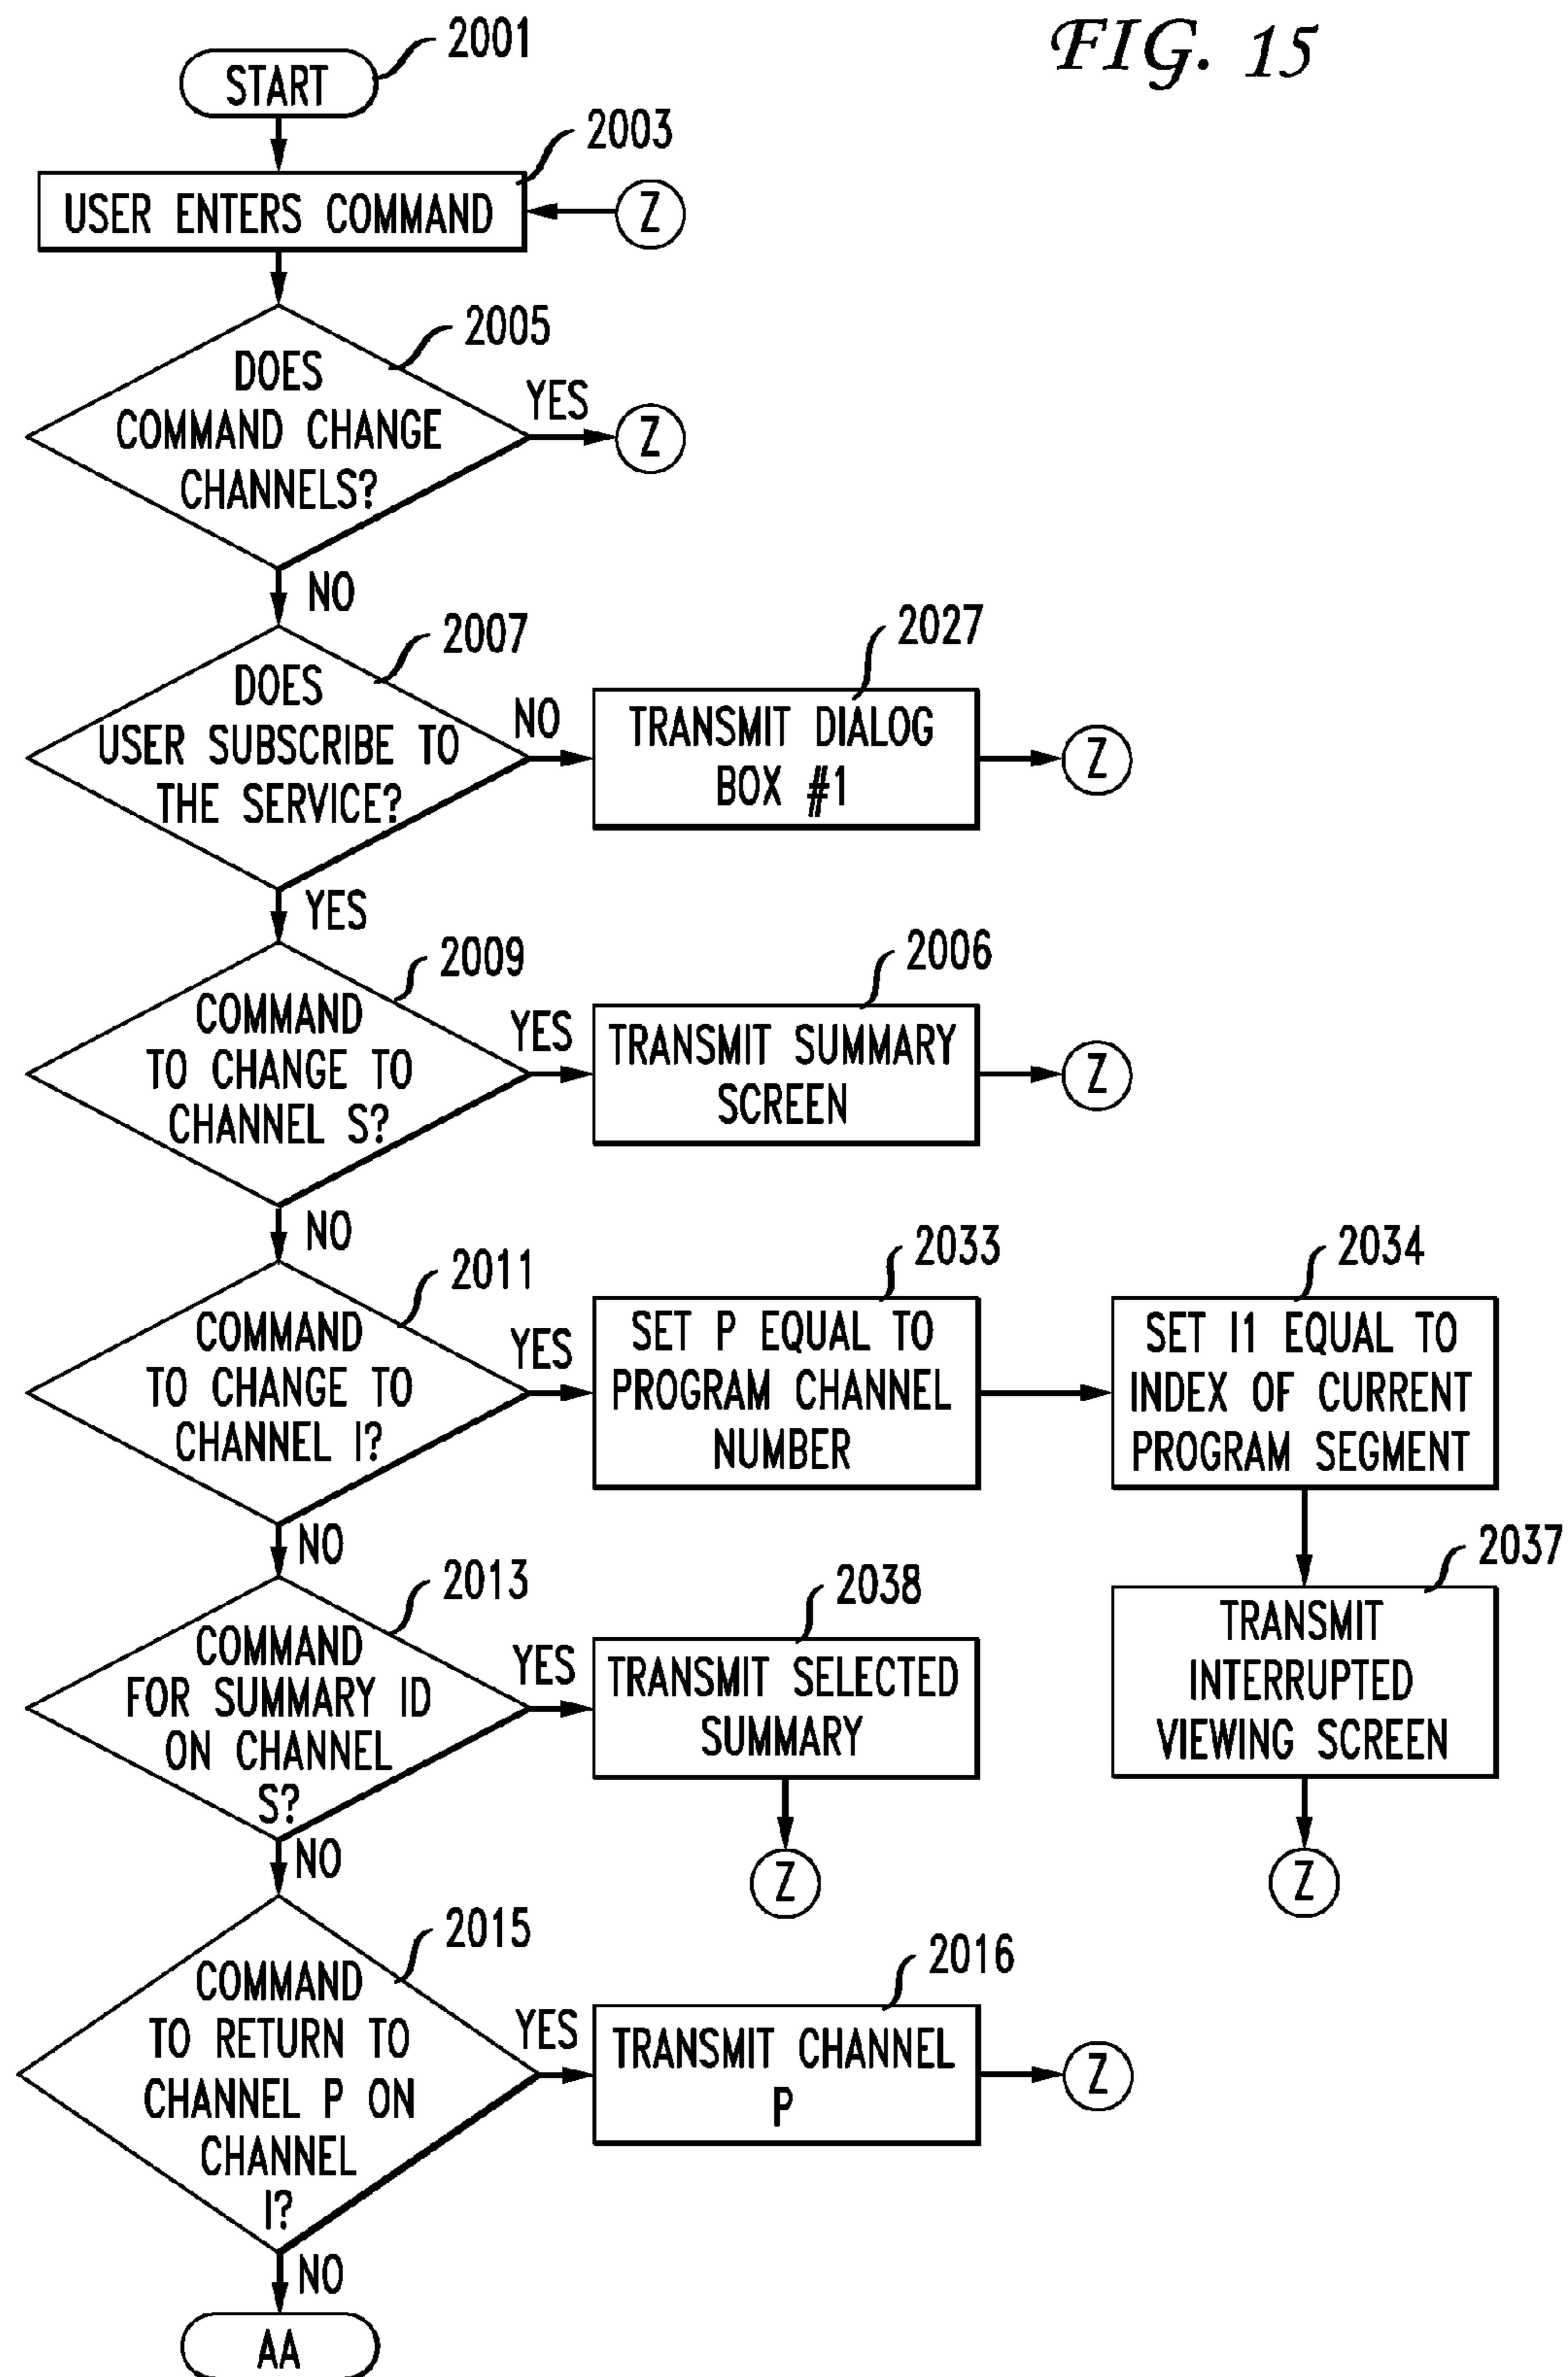 FIG. 15
2001
START
2003
USER ENTERS COMMAND
Z
2005
DOES
COMMAND CHANGE
CHANNELS?
YES
Z
NO
2007
DOES
USER SUBSCRIBE TO
THE SERVICE?
NO
2027
TRANSMIT DIALOG
BOX #1
Z
YES
2009
COMMAND
TO CHANGE TO
CHANNEL S?
YES
2006
TRANSMIT SUMMARY
SCREEN
Z
NO
2011
COMMAND
TO CHANGE TO
CHANNEL I?
YES
2033
SET P EQUAL TO
PROGRAM CHANNEL
NUMBER
2034
SET I1 EQUAL TO
INDEX OF CURRENT
PROGRAM SEGMENT
2037
TRANSMIT
INTERRUPTED
VIEWING SCREEN
Z
NO
2013
COMMAND
FOR SUMMARY ID
ON CHANNEL
S?
YES
2038
TRANSMIT SELECTED
SUMMARY
Z
NO
2015
COMMAND
TO RETURN TO
CHANNEL P ON
CHANNEL
I?
YES
2016
TRANSMIT CHANNEL
P
Z
NO
AA